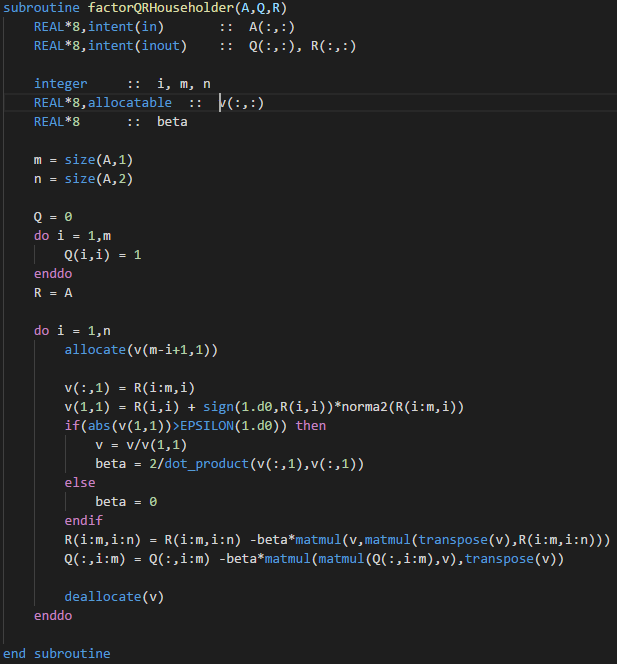 subroutine factorQRHouseholder(A,Q,R)
    REAL*8,intent(in)       ::  A(:,:)
    REAL*8,intent(inout)    ::  Q(:,:), R(:,:)

    integer     ::  i, m, n
    REAL*8,allocatable  ::  v(:,:)
    REAL*8      ::  beta

    m = size(A,1)
    n = size(A,2)

    Q = 0
    do i = 1,m
        Q(i,i) = 1
    enddo
    R = A

    do i = 1,n
        allocate(v(m-i+1,1))

        v(:,1) = R(i:m,i)
        v(1,1) = R(i,i) + sign(1.d0,R(i,i))*norma2(R(i:m,i))
        if(abs(v(1,1))>EPSILON(1.d0)) then
            v = v/v(1,1)
            beta = 2/dot_product(v(:,1),v(:,1))
        else
            beta = 0
        endif
        R(i:m,i:n) = R(i:m,i:n) -beta*matmul(v,matmul(transpose(v),R(i:m,i:n)))
        Q(:,i:m) = Q(:,i:m) -beta*matmul(matmul(Q(:,i:m),v),transpose(v))

        deallocate(v)
    enddo

end subroutine